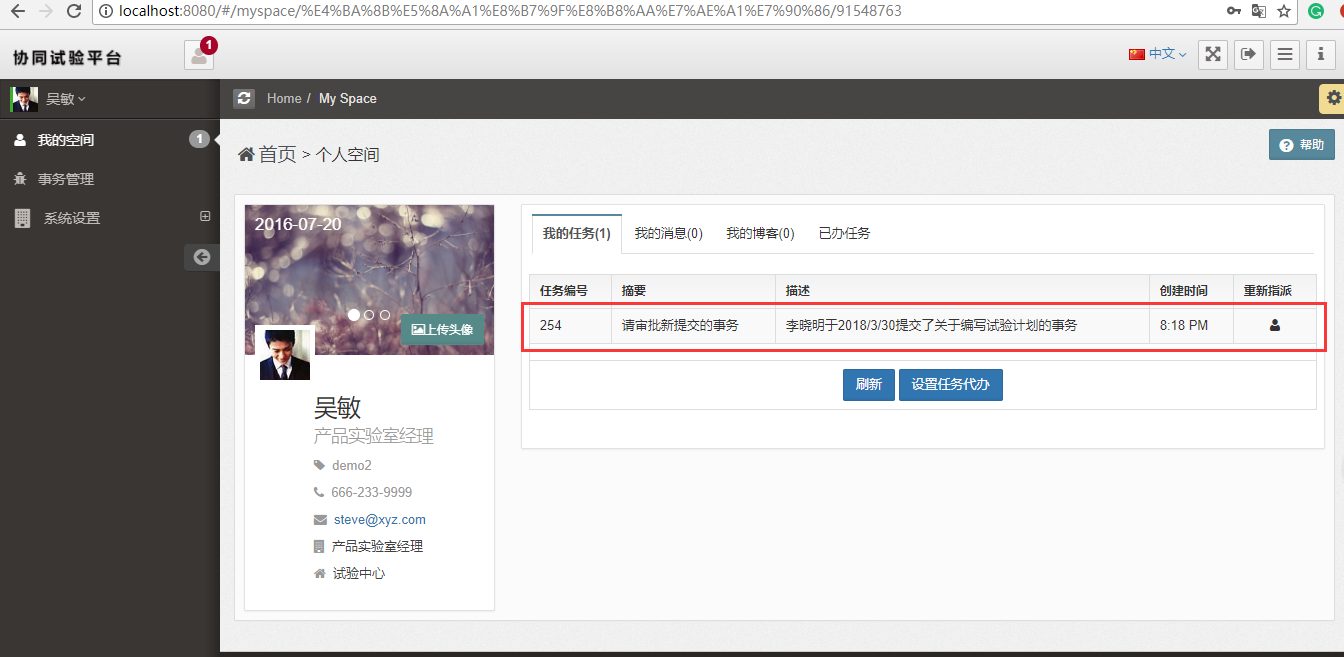 localhost:8080/#/myspace/%E4%BA%8B%E5%8A%A1%E8%B7%9F%E8%B8%AA%E7%AE%A1%E7%90%86/91548763
协同试验平台
1
中文
吴敏
Home / My Space
我的空间 1
事务管理
系统设置
首页 > 个人空间
帮助
2016-07-20
上传头像
吴敏
产品实验室经理
demo2
666-233-9999
steve@xyz.com
产品实验室经理
试验中心
我的任务(1) 我的消息(0) 我的博客(0) 已办任务
任务编号 摘要 描述 创建时间 重新指派
254 请审批新提交的事务 李晓明于2018/3/30提交了关于编写试验计划的事务 8:18 PM
刷新 设置任务代办